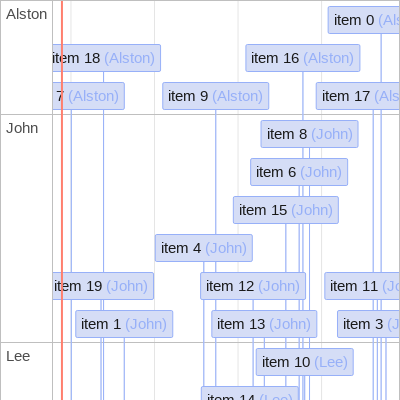 Alston
item 0 (Als
item 18 (Alston)
item 16 (Alston)
7 (Alston)
item 9 (Alston)
item 17 (Als
John
item 8 (John)
item 6 (John)
item 15 (John)
item 4 (John)
item 19 (John)
item 12 (John)
item 11 (Jo
item 1 (John)
item 13 (John)
item 3 (J
Lee
item 10 (Lee)
item 14 (Lee)